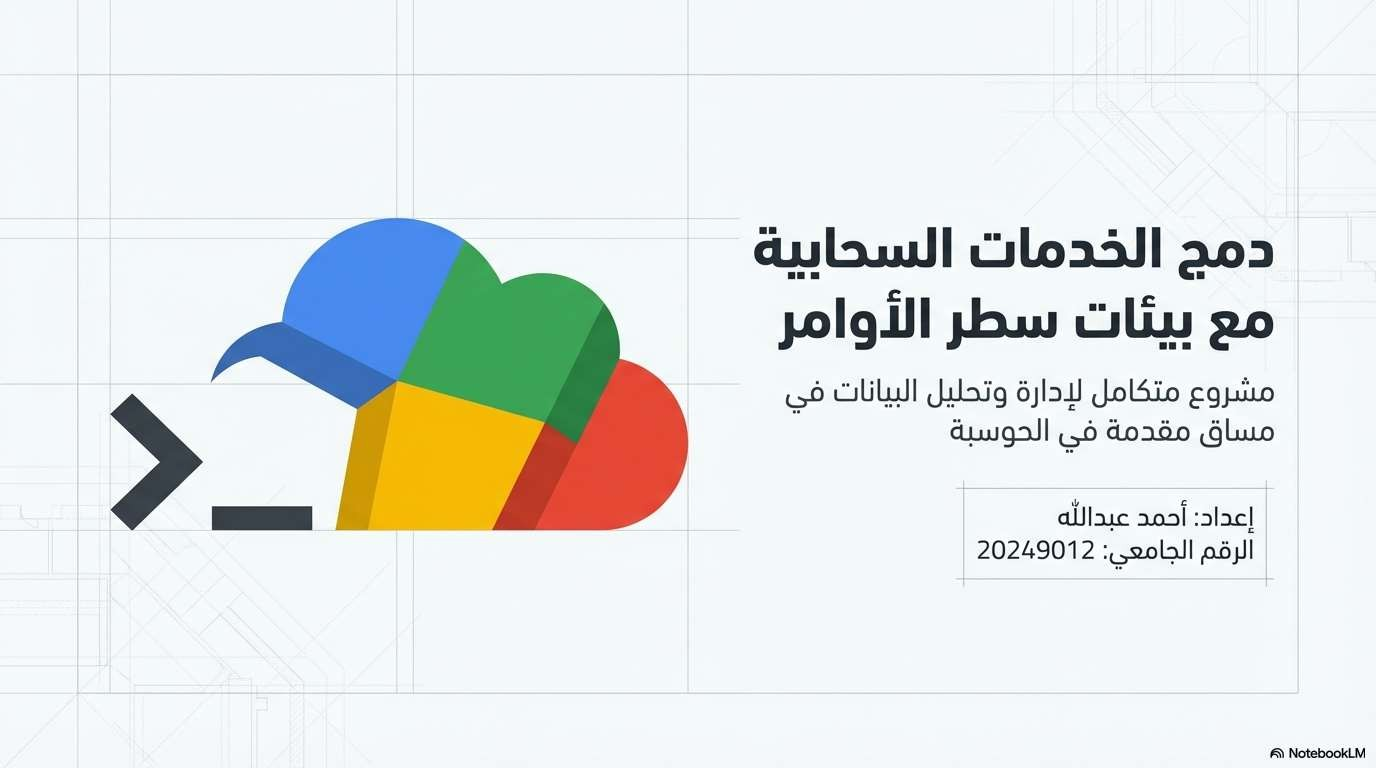 دمج الخدمات السحابية
مع بيئات سطر الأوامر
مشروع متكامل لإدارة وتحليل البيانات في
مساق مقدمة في الحوسبة
إعداد: أحمد عبدالله
الرقم الجامعي: 20249012
NotebookLM